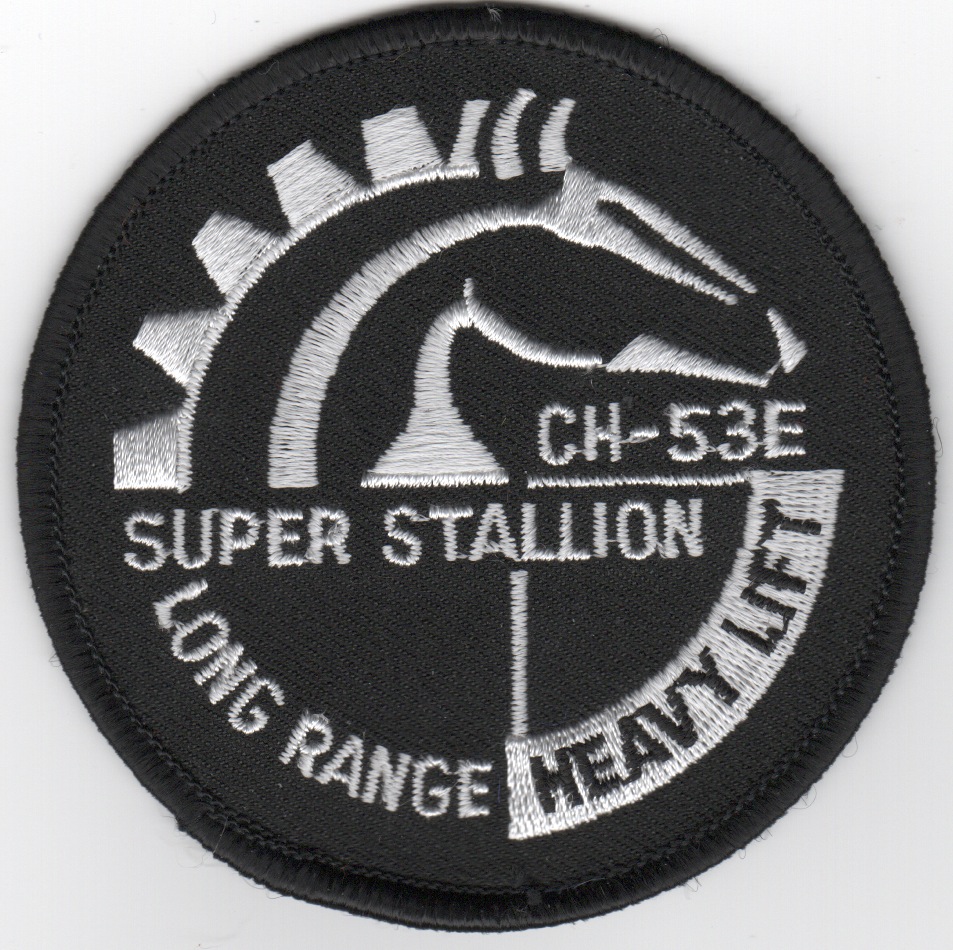 CH-53E
SUPER STALLION
LONG RANGE
HEAVY LIFT